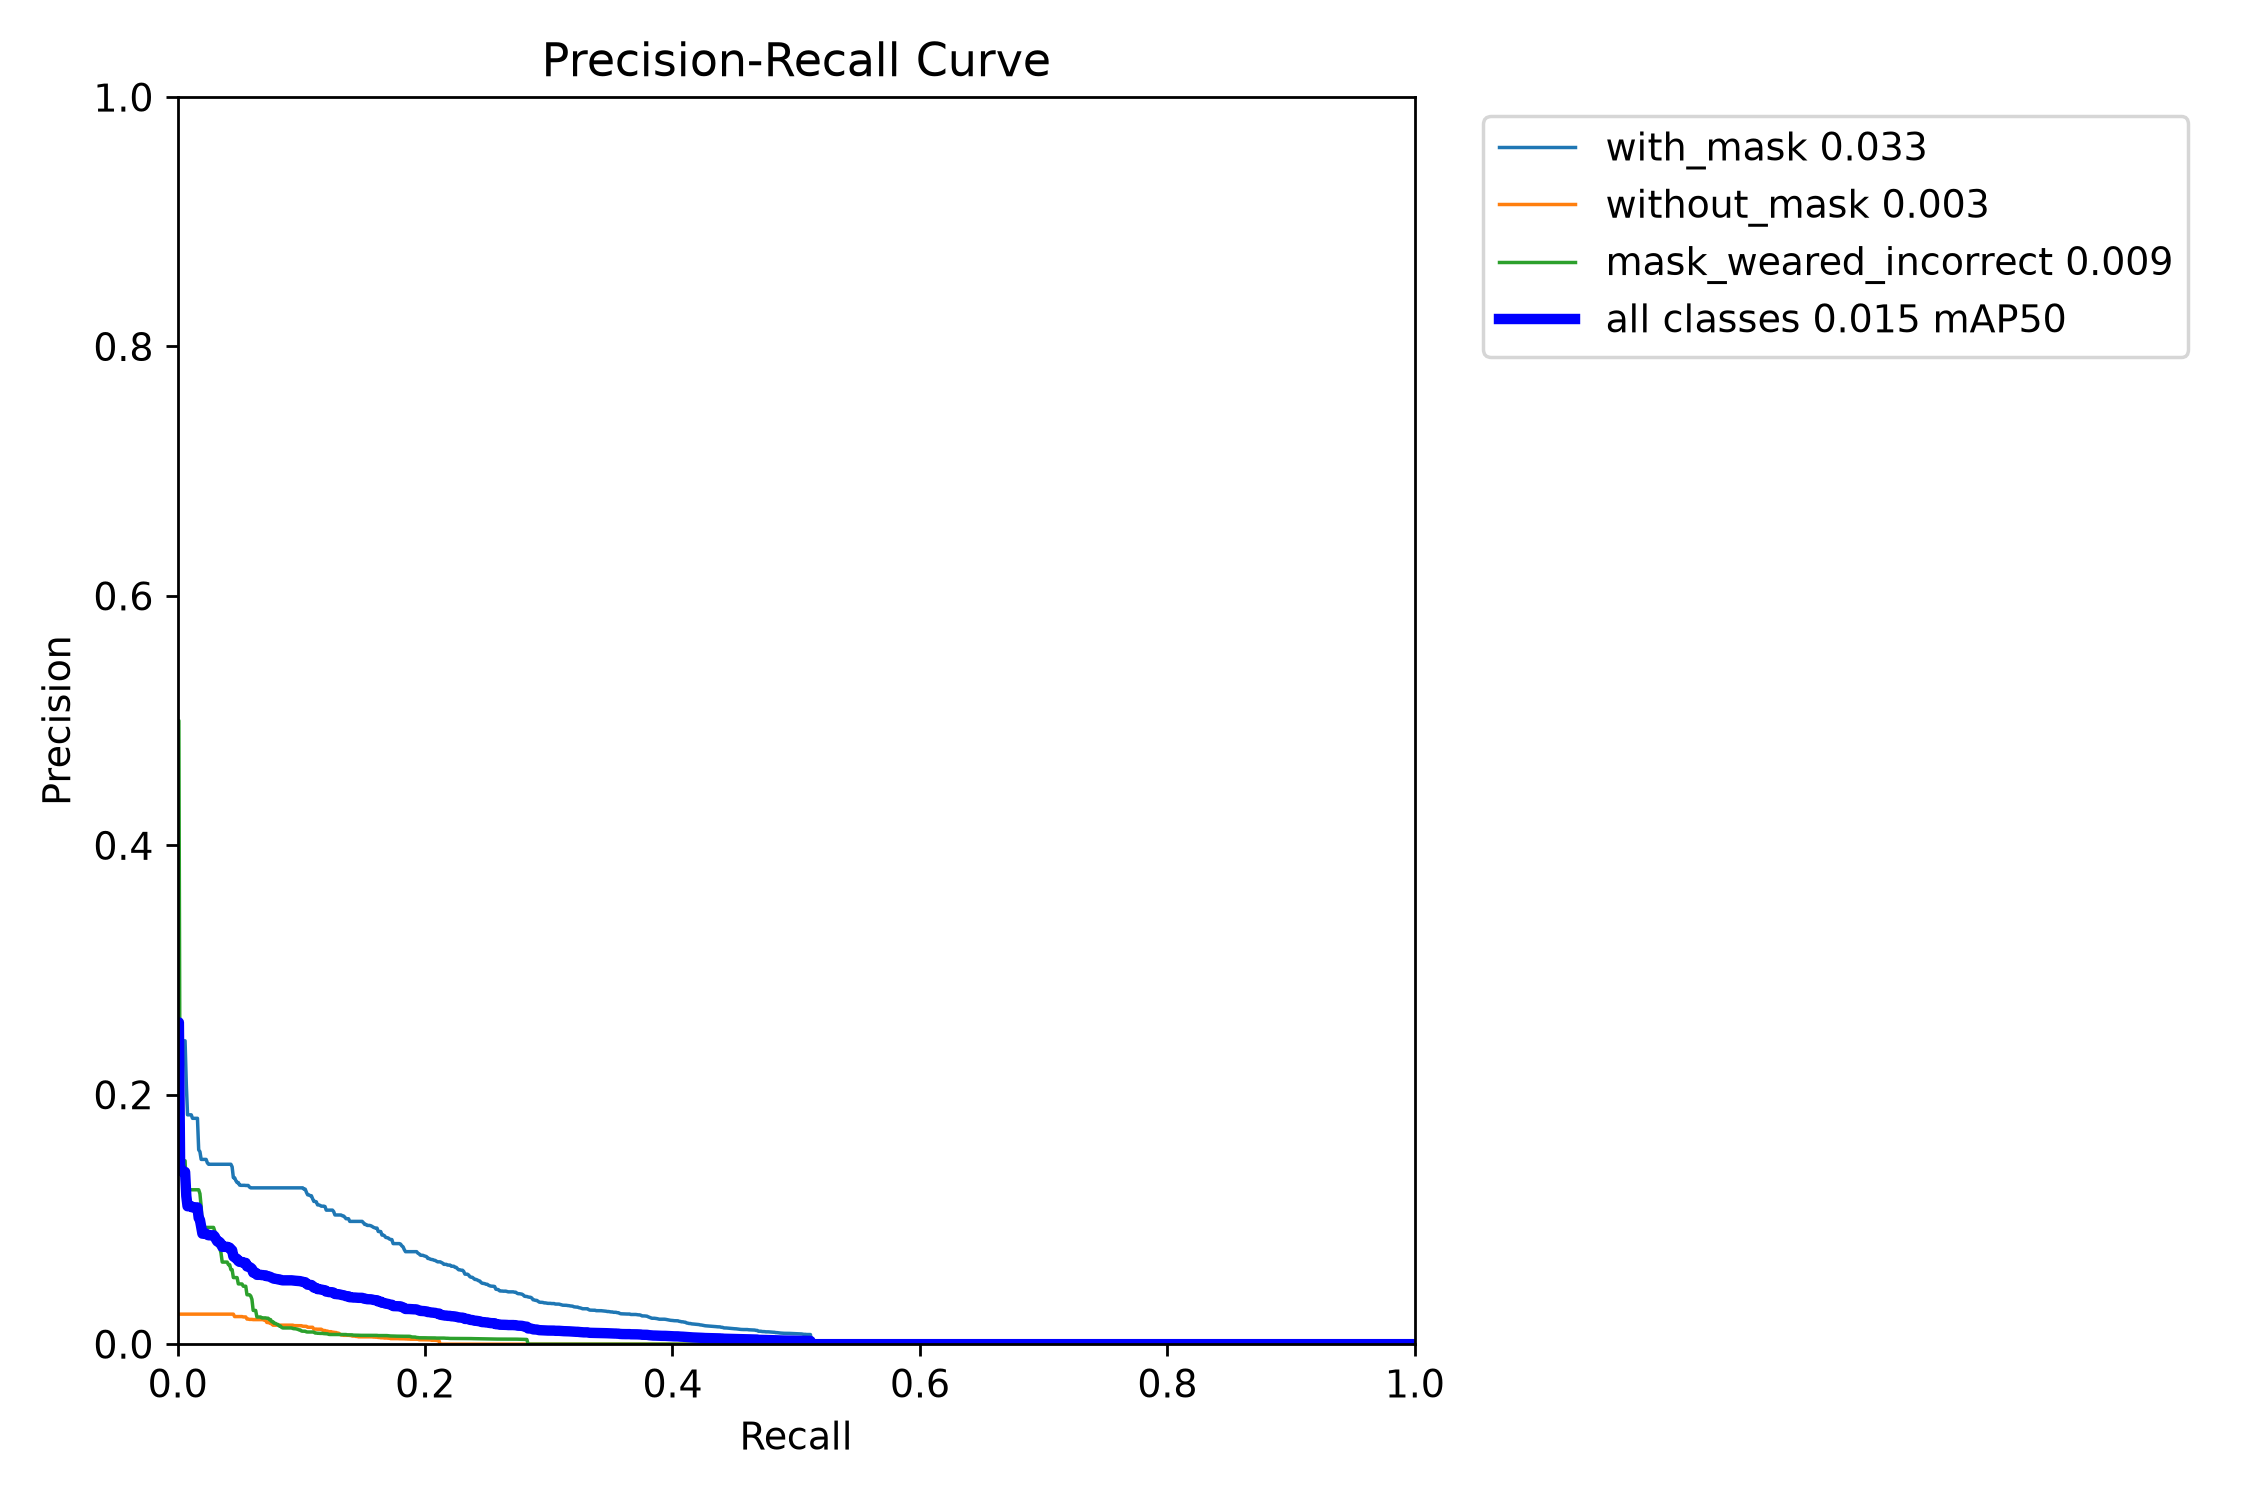 Precision-Recall Curve
1.0
0.8
0.6
0.4
0.2
0.0
Precision
0.0 0.2 0.4 0.6 0.8 1.0
Recall
with_mask 0.033
without_mask 0.003
mask_weared_incorrect 0.009
all classes 0.015 mAP50